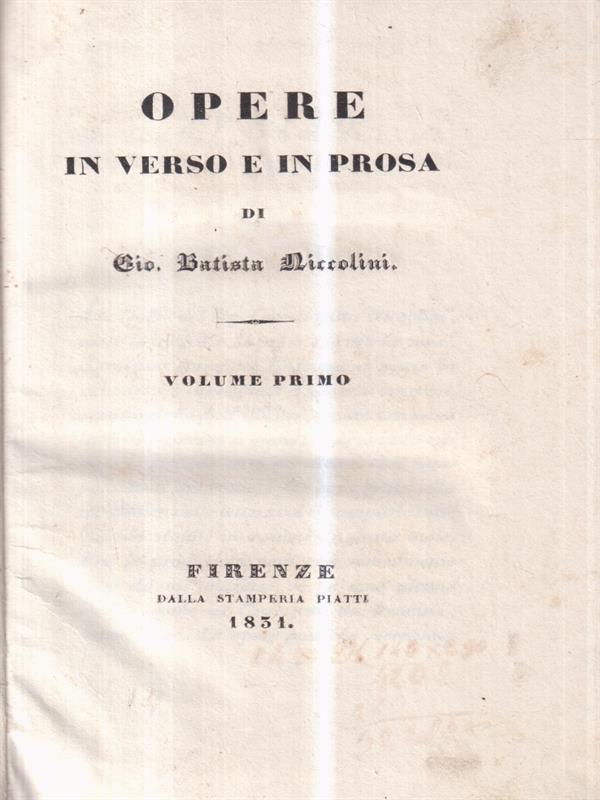 OPERE
IN VERSO E IN PROSA
DI
Gio. Batista Niccolini.
VOLUME PRIMO
FIRENZE
DALLA STAMPERIA PIATTI
1831.